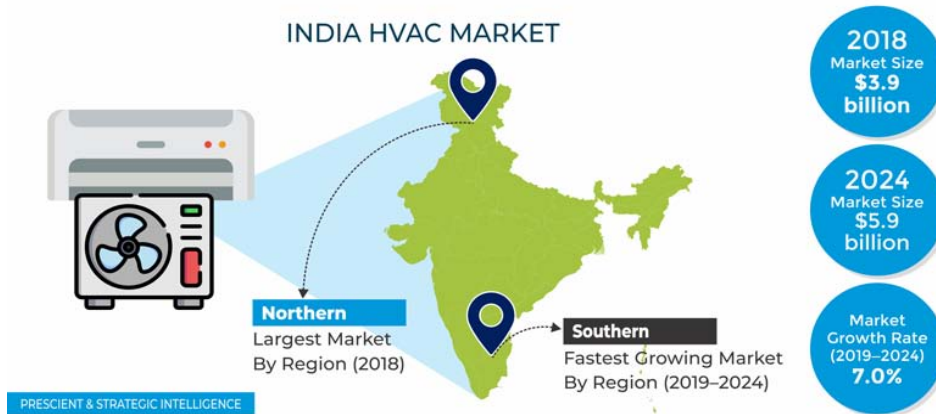 INDIA HVAC MARKET
2018
Market Size
$3.9
billion
2024
Market Size
$5.9
billion
Market
Growth Rate
(2019–2024)
7.0%
Northern
Largest Market
By Region (2018)
Southern
Fastest Growing Market
By Region (2019–2024)
PRESCIENT & STRATEGIC INTELLIGENCE